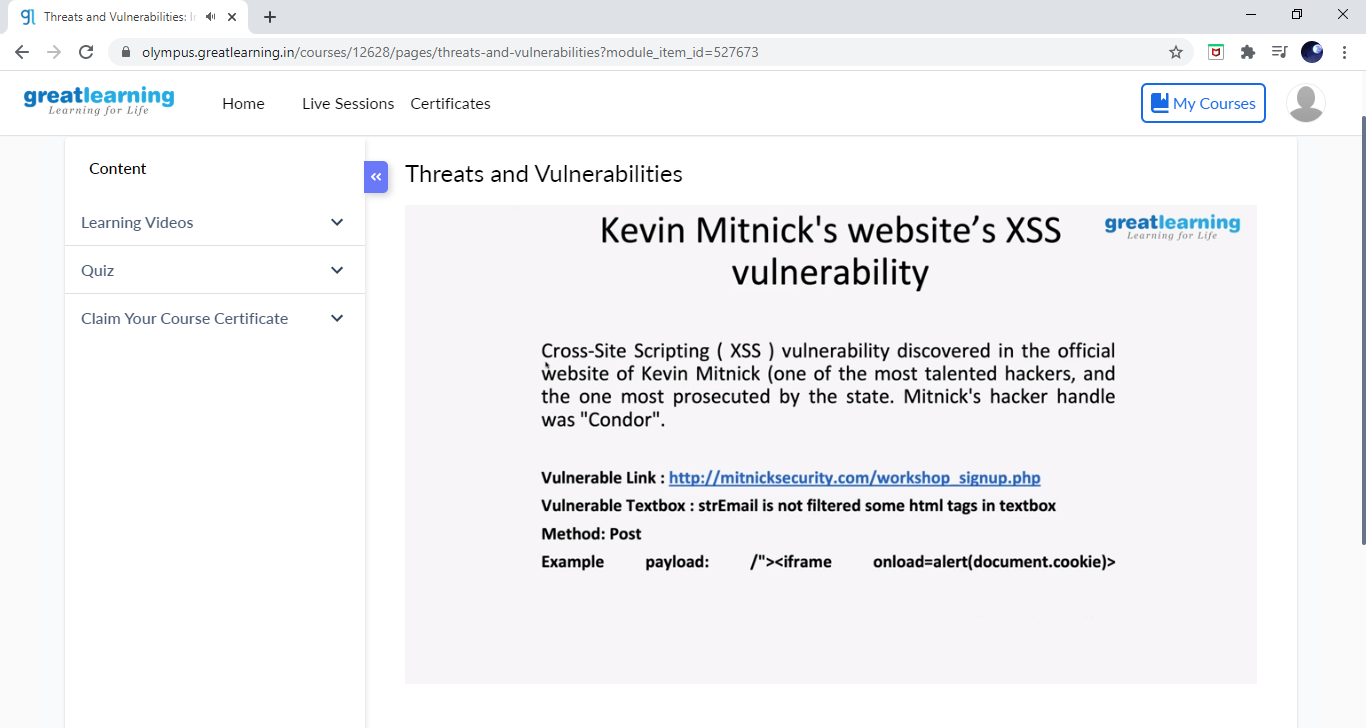 Threats and Vulnerabilities: I
olympus.greatlearning.in/courses/12628/pages/threats-and-vulnerabilities?module_item_id=527673
greatlearning
Learning for Life
Home Live Sessions Certificates
My Courses
Content
Learning Videos
Quiz
Claim Your Course Certificate
Threats and Vulnerabilities
Kevin Mitnick's website’s XSS
vulnerability
greatlearning
Learning for Life
Cross-Site Scripting ( XSS ) vulnerability discovered in the official
website of Kevin Mitnick (one of the most talented hackers, and
the one most prosecuted by the state. Mitnick's hacker handle
was "Condor".
Vulnerable Link : http://mitnicksecurity.com/workshop_signup.php
Vulnerable Textbox : strEmail is not filtered some html tags in textbox
Method: Post
Example payload: /"><iframe onload=alert(document.cookie)>